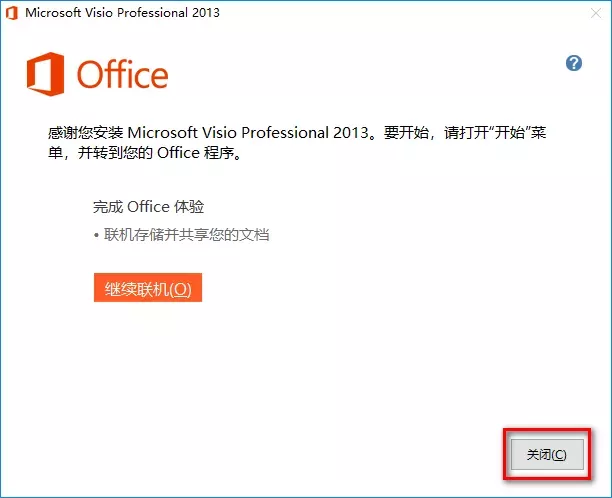 Microsoft Visio Professional 2013
Office
?
感谢您安装 Microsoft Visio Professional 2013。要开始，请打开“开始”菜
单，并转到您的 Office 程序。
完成 Office 体验
• 联机存储并共享您的文档
继续联机(O)
关闭(C)